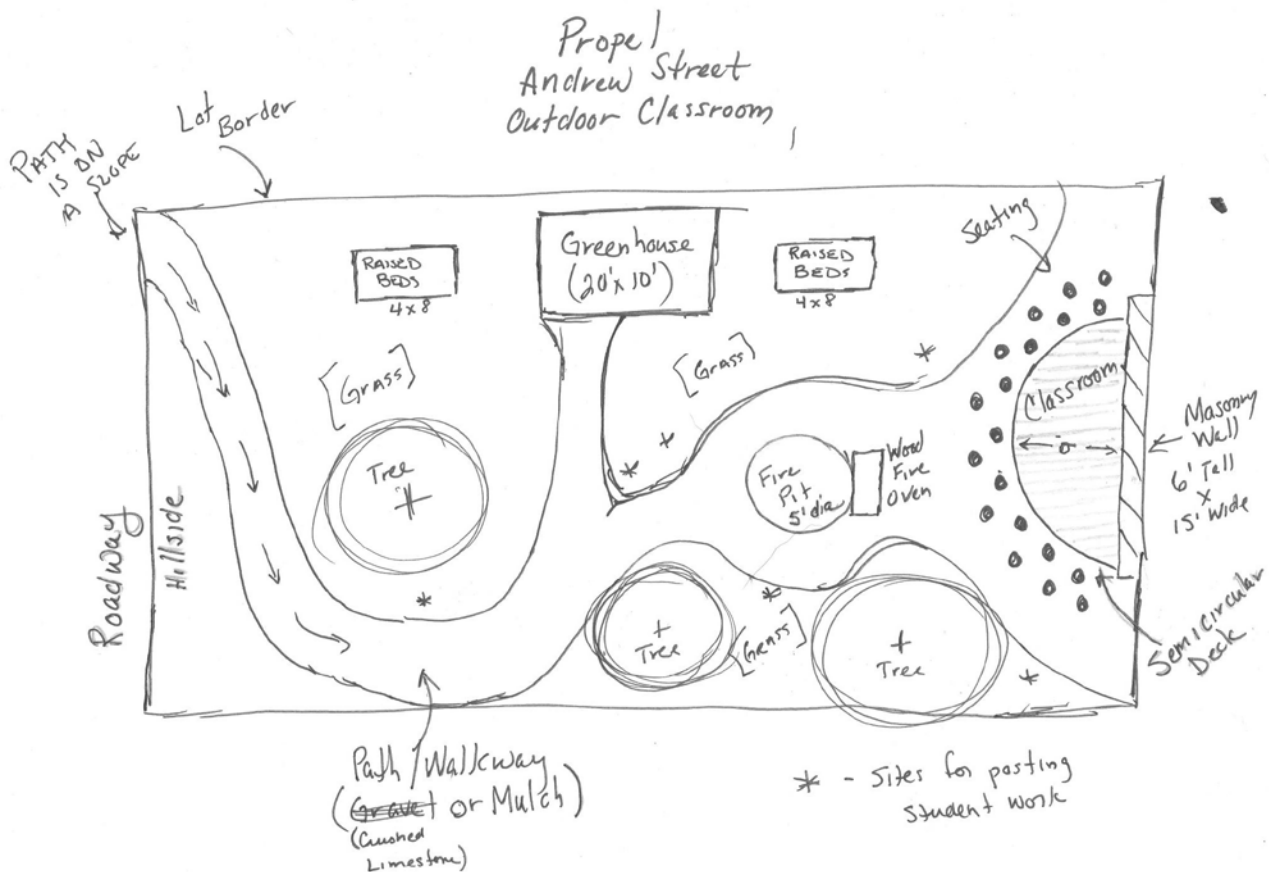 Propel
Andrew Street
Outdoor Classroom
Lot Border
PATH
IS ON
A SLOPE
Seating
RAISED
BEDS
4x8
Greenhouse
(20'x10')
RAISED
BEDS
4x8
[Grass]
[Grass]
*
Classroom
Masonry
Wall
6' Tall
x
15' Wide
Tree
*
*
Fire
Pit
5' dia
Wood
Fire
Oven
Roadway
Hillside
*
*
Tree
[Grass]
Tree
*
Semicircular
Deck
Path/Walkway
(Gravel or Mulch)
(Crushed
Limestone)
* - Sites for posting
student work